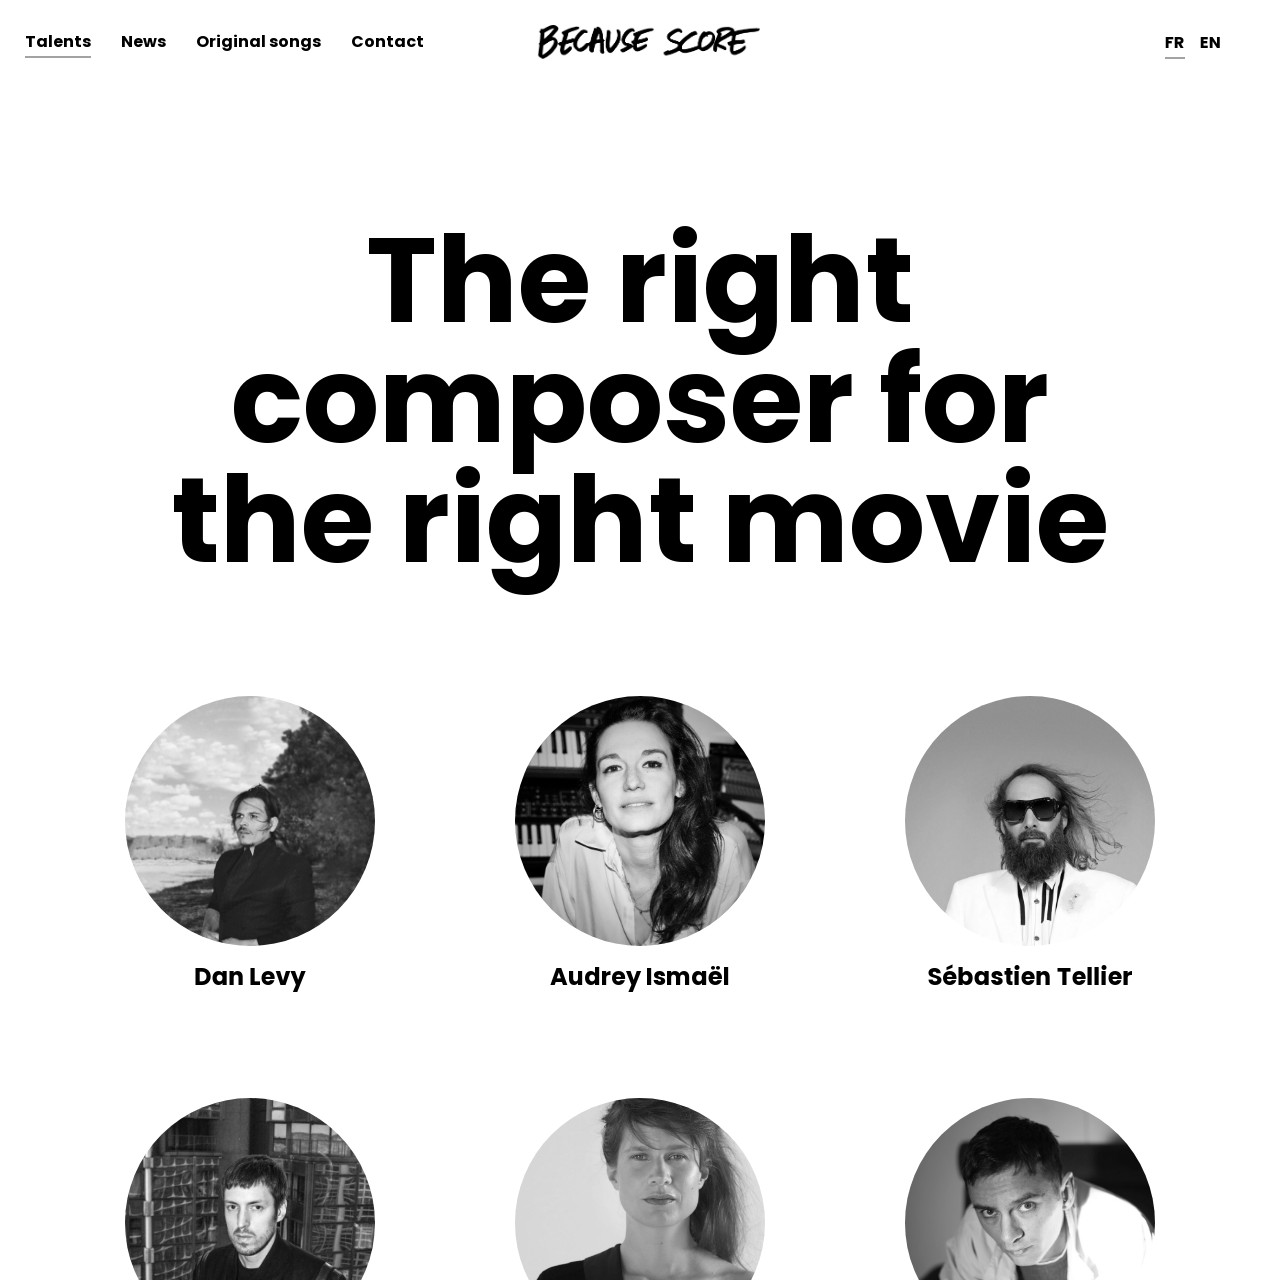 Talents News Original songs Contact
BECAUSE SCORE
FR EN
The right
composer for
the right movie
Dan Levy
Audrey Ismaël
Sébastien Tellier